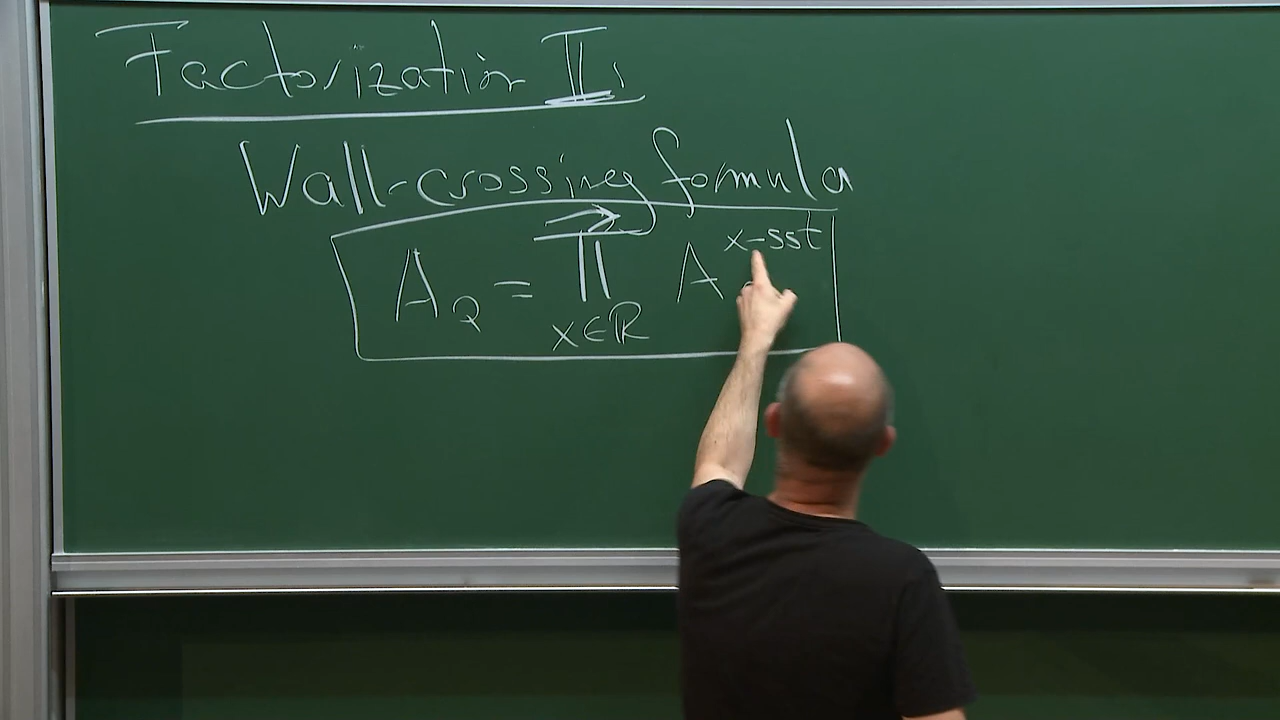 Factorization II:
Wall-crossing formula
A_Q = ∏→_{x∈ℝ} A^{x-sst}